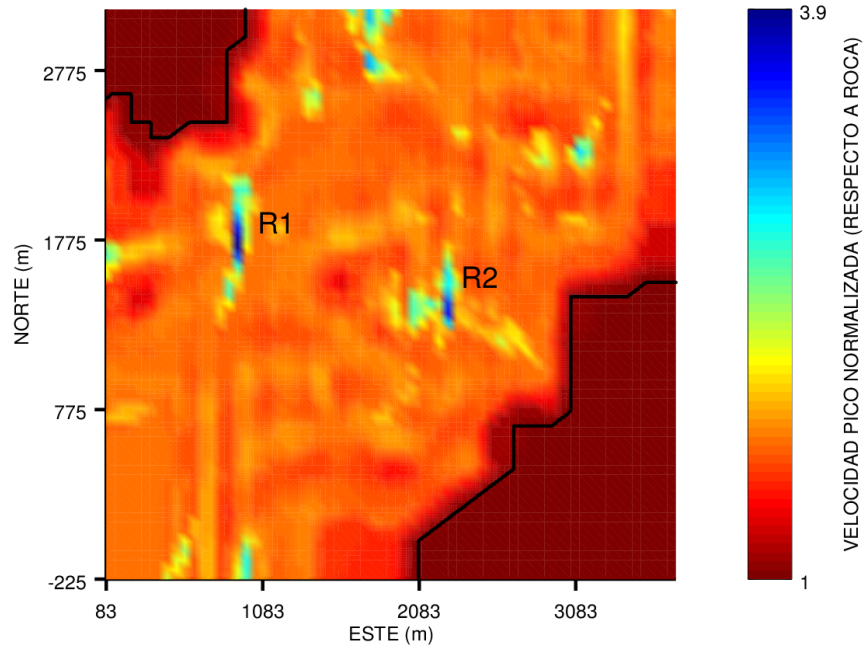 3.9
2775
R1
1775
R2
NORTE (m)
775
-225
83
1083
2083
3083
ESTE (m)
1
VELOCIDAD PICO NORMALIZADA (RESPECTO A ROCA)